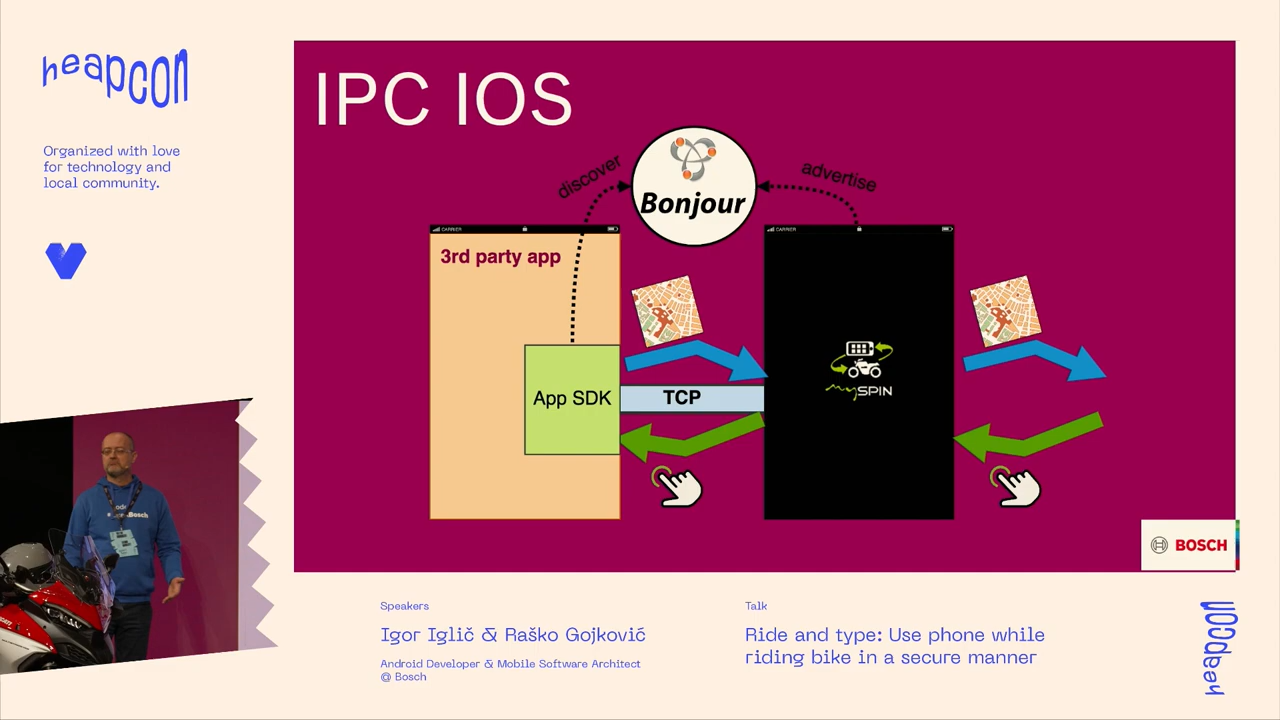 heapcon
Organized with love
for technology and
local community.
IPC IOS
discover
advertise
Bonjour
CARRIER
CARRIER
3rd party app
App SDK
TCP
mySPIN
BOSCH
Speakers
Igor Iglič & Raško Gojković
Android Developer & Mobile Software Architect
@ Bosch
Talk
Ride and type: Use phone while
riding bike in a secure manner
heapcon